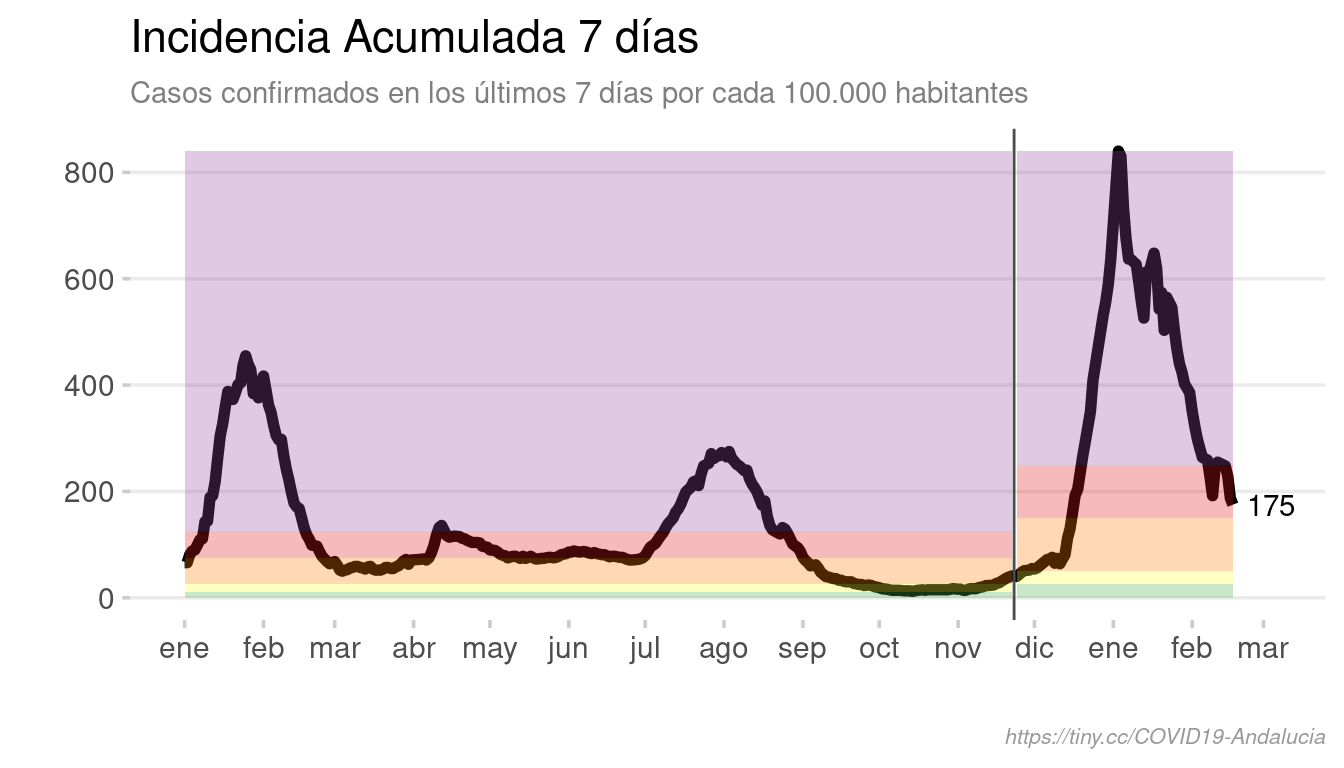 Incidencia Acumulada 7 días
Casos confirmados en los últimos 7 días por cada 100.000 habitantes
800
600
400
200
0
175
ene feb mar abr may jun jul ago sep oct nov dic ene feb mar
https://tiny.cc/COVID19-Andalucia